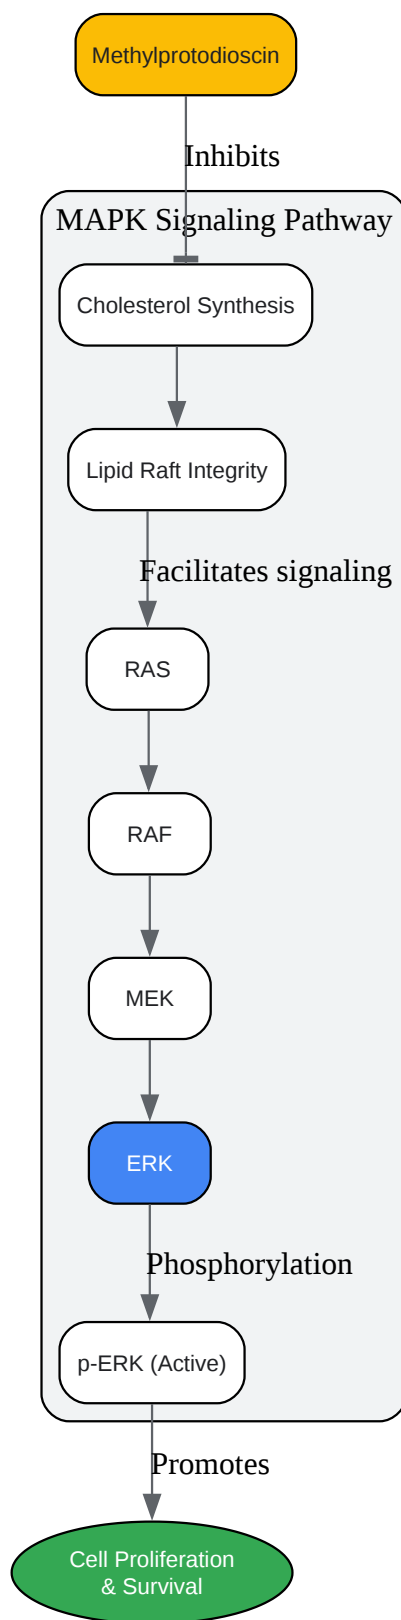 Methylprotodioscin
Inhibits
MAPK Signaling Pathway
Cholesterol Synthesis
Lipid Raft Integrity
Facilitates signaling
RAS
RAF
MEK
ERK
Phosphorylation
p-ERK (Active)
Promotes
Cell Proliferation
& Survival